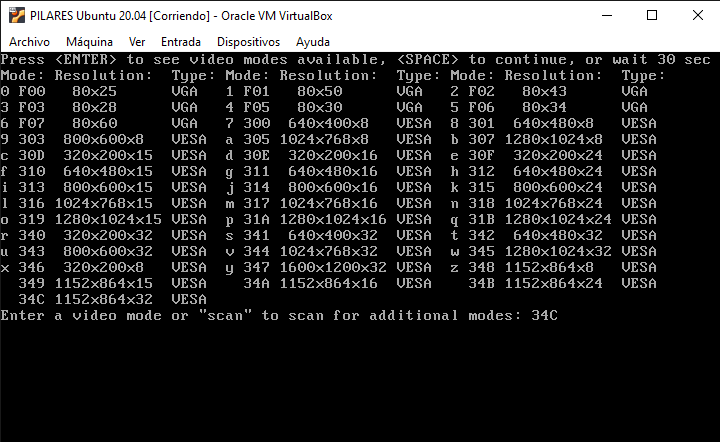 PILARES Ubuntu 20.04 [Corriendo] - Oracle VM VirtualBox
Archivo Máquina Ver Entrada Dispositivos Ayuda
Press <ENTER> to see video modes available, <SPACE> to continue, or wait 30 sec
Mode: Resolution: Type: Mode: Resolution: Type: Mode: Resolution: Type:
0 F00 80x25 VGA 1 F01 80x50 VGA 2 F02 80x43 VGA
3 F03 80x28 VGA 4 F05 80x30 VGA 5 F06 80x34 VGA
6 F07 80x60 VGA 7 300 640x400x8 VESA 8 301 640x480x8 VESA
9 303 800x600x8 VESA a 305 1024x768x8 VESA b 307 1280x1024x8 VESA
c 30D 320x200x15 VESA d 30E 320x200x16 VESA e 30F 320x200x24 VESA
f 310 640x480x15 VESA g 311 640x480x16 VESA h 312 640x480x24 VESA
i 313 800x600x15 VESA j 314 800x600x16 VESA k 315 800x600x24 VESA
l 316 1024x768x15 VESA m 317 1024x768x16 VESA n 318 1024x768x24 VESA
o 319 1280x1024x15 VESA p 31A 1280x1024x16 VESA q 31B 1280x1024x24 VESA
r 340 320x200x32 VESA s 341 640x400x32 VESA t 342 640x480x32 VESA
u 343 800x600x32 VESA v 344 1024x768x32 VESA w 345 1280x1024x32 VESA
x 346 320x200x8 VESA y 347 1600x1200x32 VESA z 348 1152x864x8 VESA
349 1152x864x15 VESA 34A 1152x864x16 VESA 34B 1152x864x24 VESA
34C 1152x864x32 VESA
Enter a video mode or "scan" to scan for additional modes: 34C